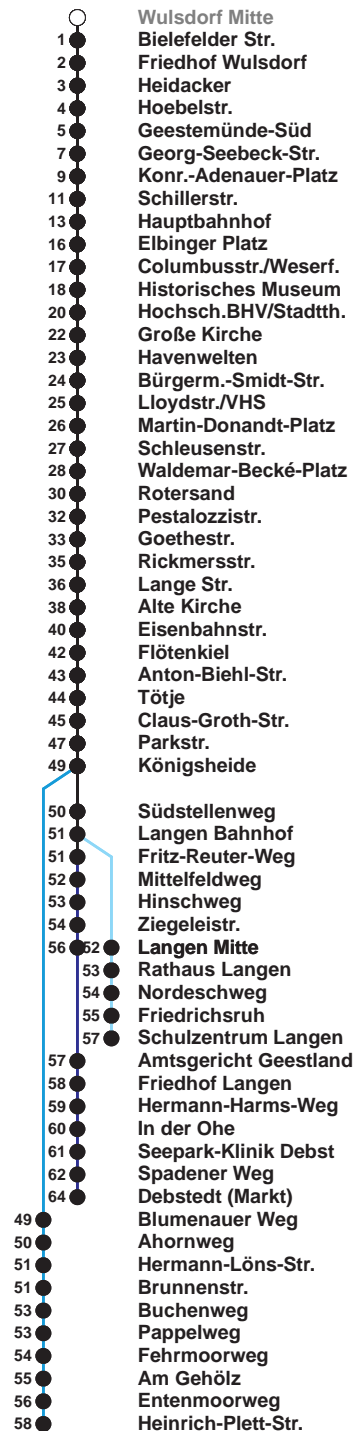 Wulsdorf Mitte
1 Bielefelder Str.
2 Friedhof Wulsdorf
3 Heidacker
4 Hoebelstr.
5 Geestemünde-Süd
7 Georg-Seebeck-Str.
9 Konr.-Adenauer-Platz
11 Schillerstr.
13 Hauptbahnhof
16 Elbinger Platz
17 Columbusstr./Weserf.
18 Historisches Museum
20 Hochsch.BHV/Stadtth.
22 Große Kirche
23 Havenwelten
24 Bürgerm.-Smidt-Str.
25 Lloydstr./VHS
26 Martin-Donandt-Platz
27 Schleusenstr.
28 Waldemar-Becké-Platz
30 Rotersand
32 Pestalozzistr.
33 Goethestr.
35 Rickmersstr.
36 Lange Str.
38 Alte Kirche
40 Eisenbahnstr.
42 Flötenkiel
43 Anton-Biehl-Str.
44 Tötje
45 Claus-Groth-Str.
47 Parkstr.
49 Königsheide
50 Südstellenweg
51 Langen Bahnhof
51 Fritz-Reuter-Weg
52 Mittelfeldweg
53 Hinschweg
54 Ziegeleistr.
56 52 Langen Mitte
53 Rathaus Langen
54 Nordeschweg
55 Friedrichsruh
57 Schulzentrum Langen
57 Amtsgericht Geestland
58 Friedhof Langen
59 Hermann-Harms-Weg
60 In der Ohe
61 Seepark-Klinik Debst
62 Spadener Weg
64 Debstedt (Markt)
49 Blumenauer Weg
50 Ahornweg
51 Hermann-Löns-Str.
51 Brunnenstr.
53 Buchenweg
53 Pappelweg
54 Fehrmoorweg
55 Am Gehölz
56 Entenmoorweg
58 Heinrich-Plett-Str.